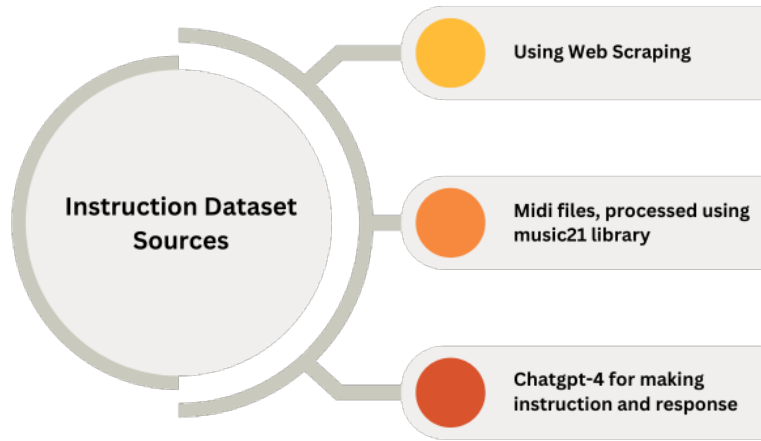 Instruction Dataset
Sources
Using Web Scraping
Midi files, processed using
music21 library
Chatgpt-4 for making
instruction and response